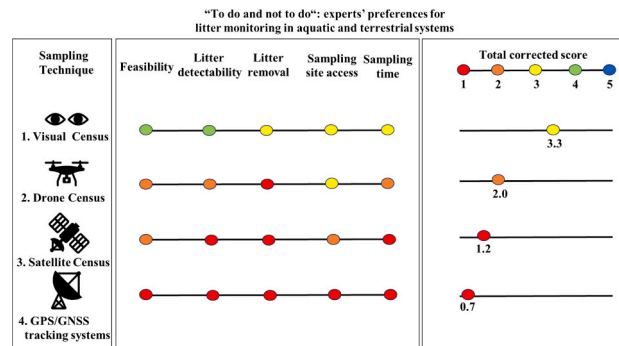 “To do and not to do“: experts’ preferences for
litter monitoring in aquatic and terrestrial systems
Sampling
Technique
Feasibility
Litter
detectability
Litter
removal
Sampling
site access
Sampling
time
Total corrected score
1 2 3 4 5
1. Visual Census
3.3
2. Drone Census
2.0
3. Satellite Census
1.2
4. GPS/GNSS
tracking systems
0.7